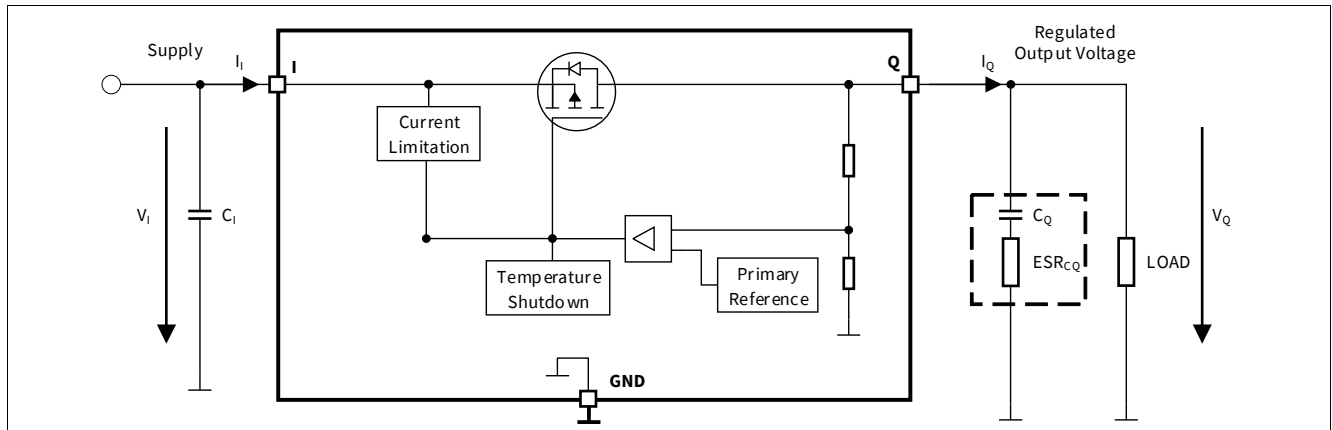 Supply
I_I
I
Current
Limitation
V_I
C_I
Temperature
Shutdown
Primary
Reference
GND
Q
I_Q
Regulated
Output Voltage
C_Q
ESR_CQ
LOAD
V_Q